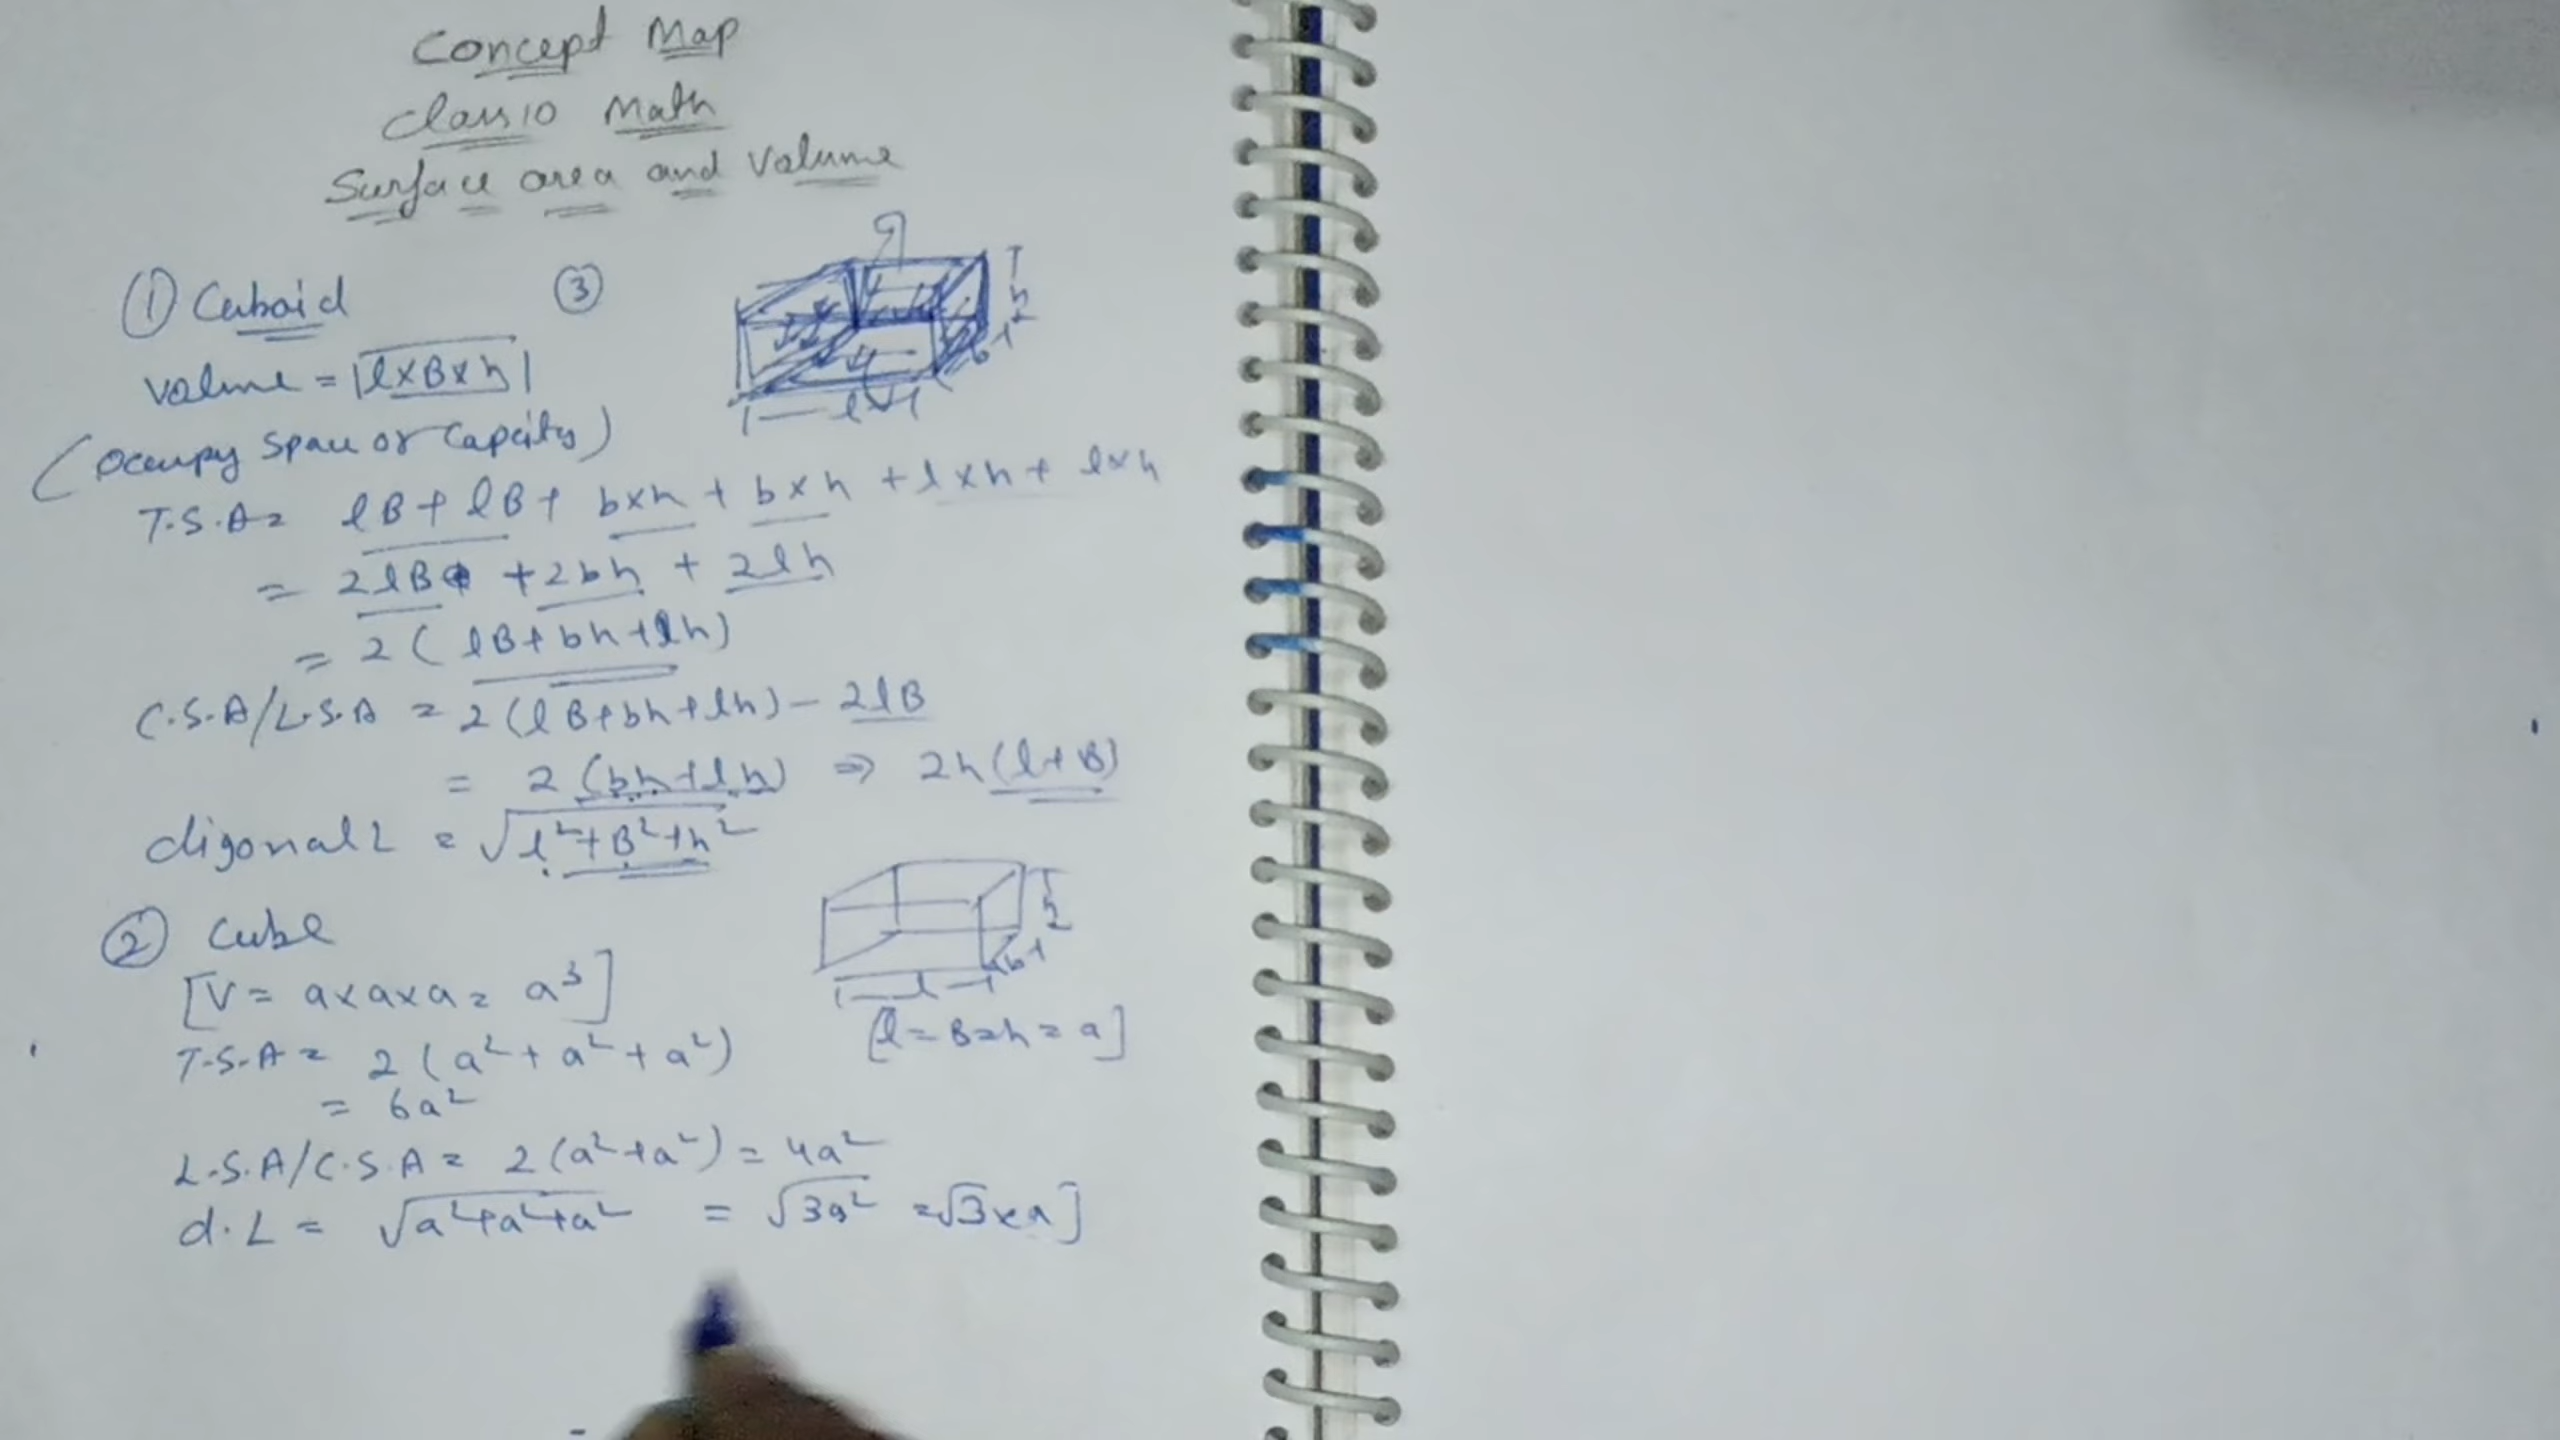 Concept Map
Class 10 Math
Surface area and Volume
① Cuboid ③
Volume = l×B×h
(Occupy Space or Capcity)
T.S.A = lB + lB + b×h + b×h + l×h + l×h
= 2lB + 2bh + 2lh
= 2(lB+bh+lh)
C.S.A/L.S.A = 2(lB+bh+lh) - 2lB
= 2(bh+lh) ⇒ 2h(l+B)
digonal L = √l²+B²+h²
h
b
l
② Cube
[V = a×a×a = a³]
T.S.A = 2(a²+a²+a²)
= 6a²
h
b
l
[l=B=h=a]
L.S.A/C.S.A = 2(a²+a²) = 4a²
d.L = √a²+a²+a² = √3a² = √3×a]